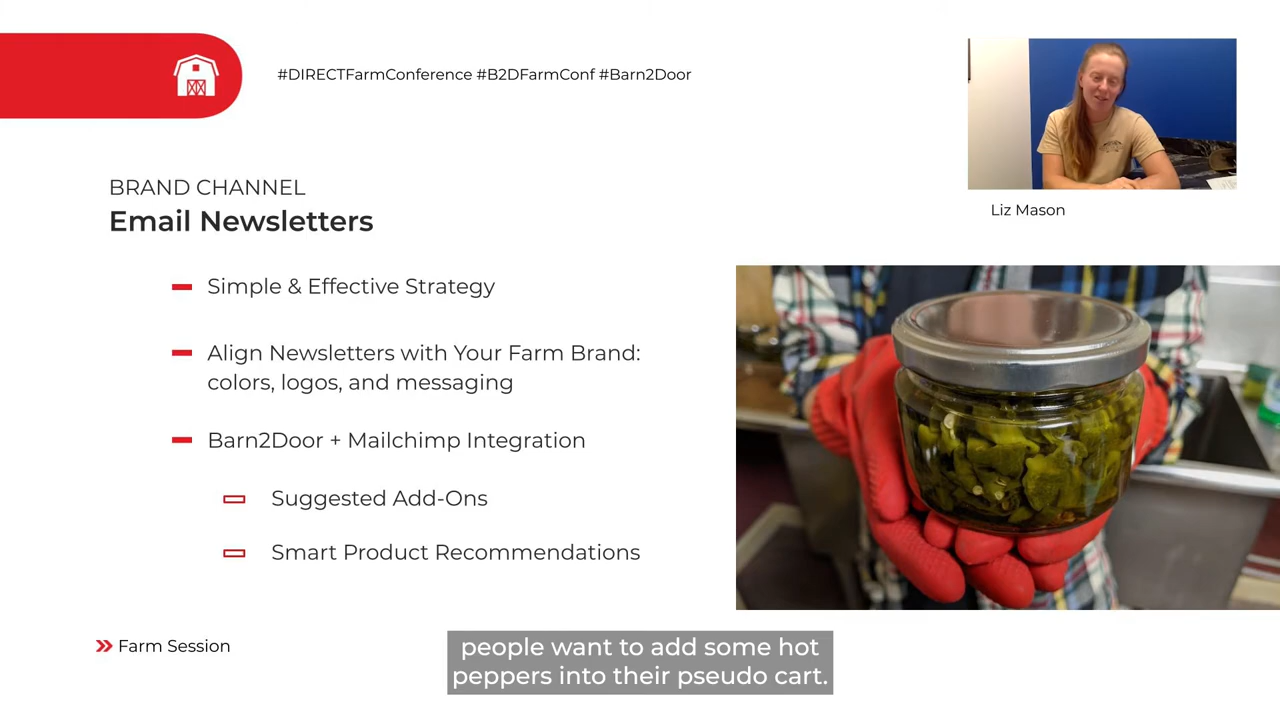 #DIRECTFarmConference #B2DFarmConf #Barn2Door
Liz Mason
BRAND CHANNEL
Email Newsletters
Simple & Effective Strategy
Align Newsletters with Your Farm Brand:
colors, logos, and messaging
Barn2Door + Mailchimp Integration
Suggested Add-Ons
Smart Product Recommendations
Farm Session
people want to add some hot
peppers into their pseudo cart.